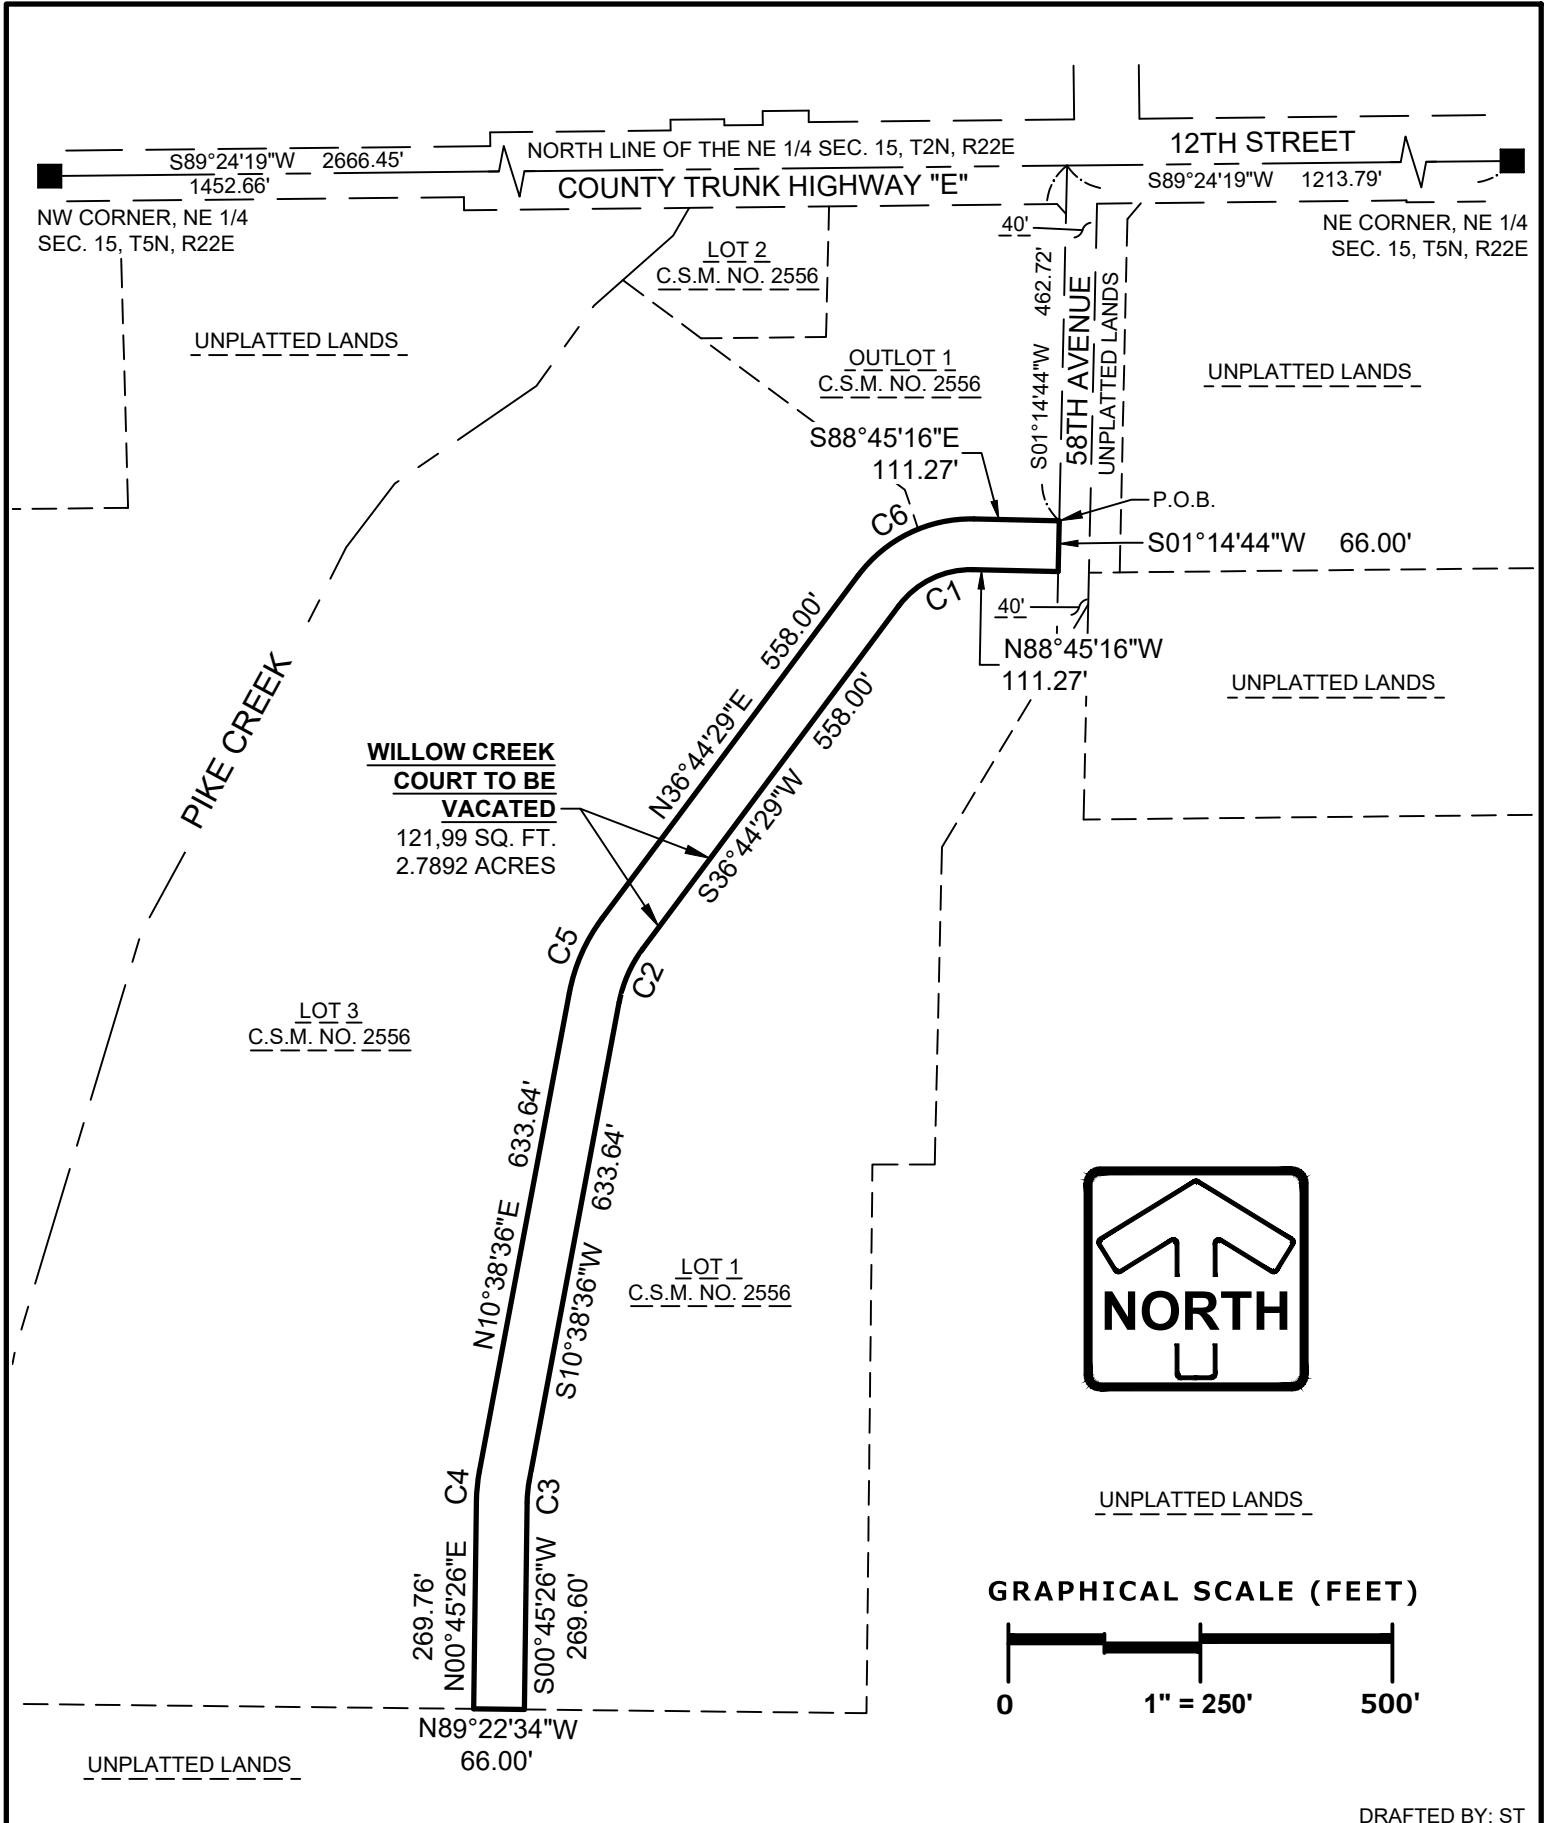 12TH STREET
S89°24'19"W 2666.45'
1452.66'
NORTH LINE OF THE NE 1/4 SEC. 15, T2N, R22E
COUNTY TRUNK HIGHWAY "E"
S89°24'19"W 1213.79'
NW CORNER, NE 1/4
SEC. 15, T5N, R22E
NE CORNER, NE 1/4
SEC. 15, T5N, R22E
40'
LOT 2
C.S.M. NO. 2556
UNPLATTED LANDS
OUTLOT 1
C.S.M. NO. 2556
S01°14'44"W 462.72'
58TH AVENUE
UNPLATTED LANDS
UNPLATTED LANDS
S88°45'16"E
111.27'
P.O.B.
C6
S01°14'44"W 66.00'
C1
40'
N88°45'16"W
111.27'
UNPLATTED LANDS
N36°44'29"E 558.00'
S36°44'29"W 558.00'
PIKE CREEK
WILLOW CREEK
COURT TO BE
VACATED
121,99 SQ. FT.
2.7892 ACRES
C5
C2
LOT 3
C.S.M. NO. 2556
N10°38'36"E 633.64'
S10°38'36"W 633.64'
LOT 1
C.S.M. NO. 2556
NORTH
C4
C3
UNPLATTED LANDS
269.76'
N00°45'26"E
S00°45'26"W
269.60'
GRAPHICAL SCALE (FEET)
0 1" = 250' 500'
N89°22'34"W
66.00'
UNPLATTED LANDS
DRAFTED BY: ST